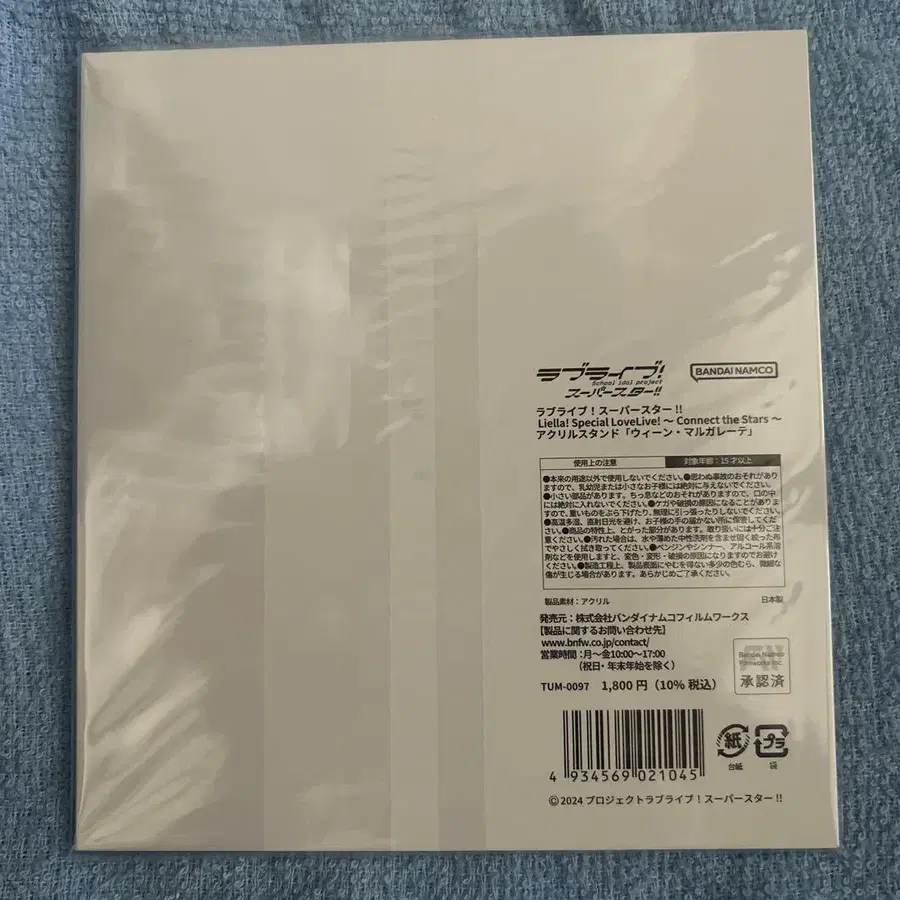 ラブライブ!
School idol project
スーパースター!!
BANDAI NAMCO
ラブライブ!スーパースター!!
Liella! Special LoveLive! ～ Connect the Stars ～
アクリルスタンド「ウィーン・マルガレーテ」
使用上の注意 対象年齢:15才以上
●本来の用途以外で使用しないでください。●思わぬ事故のおそれがあり
ますので、乳幼児または小さなお子様には絶対に与えないでください。
●小さい部品があります。ちっ息などのおそれがありますので、口の中
には絶対に入れないでください。●ケガや破損の原因になることがありま
すので、重いものをぶら下げたり、無理に引っ張ったりしないでください。
●高温多湿、直射日光を避け、お子様の手の届かない所に保管してくだ
さい。●商品の特性上、とがった部分があります。取り扱いには十分ご注
意ください。●汚れた場合は、水や薄めた中性洗剤を含ませ固く絞った布
でやさしく拭き取ってください。●ベンジンやシンナー、アルコール系溶
剤などを使用しますと、変色・変形・破損の原因になりますのでお避け
ください。●製造工程上、製品表面にやむを得ない多少の色むら、微細な
傷が生じる場合があります。あらかじめご了承ください。
製品素材:アクリル 日本製
発売元:株式会社バンダイナムコフィルムワークス
【製品に関するお問い合わせ先】
www.bnfw.co.jp/contact/
営業時間:月～金10:00～17:00
(祝日・年末年始を除く)
TUM-0097 1,800円(10% 税込)
Bandai Namco
Filmworks Inc.
承認済
4 934569 021045
紙
台紙
プラ
袋
© 2024 プロジェクトラブライブ!スーパースター!!